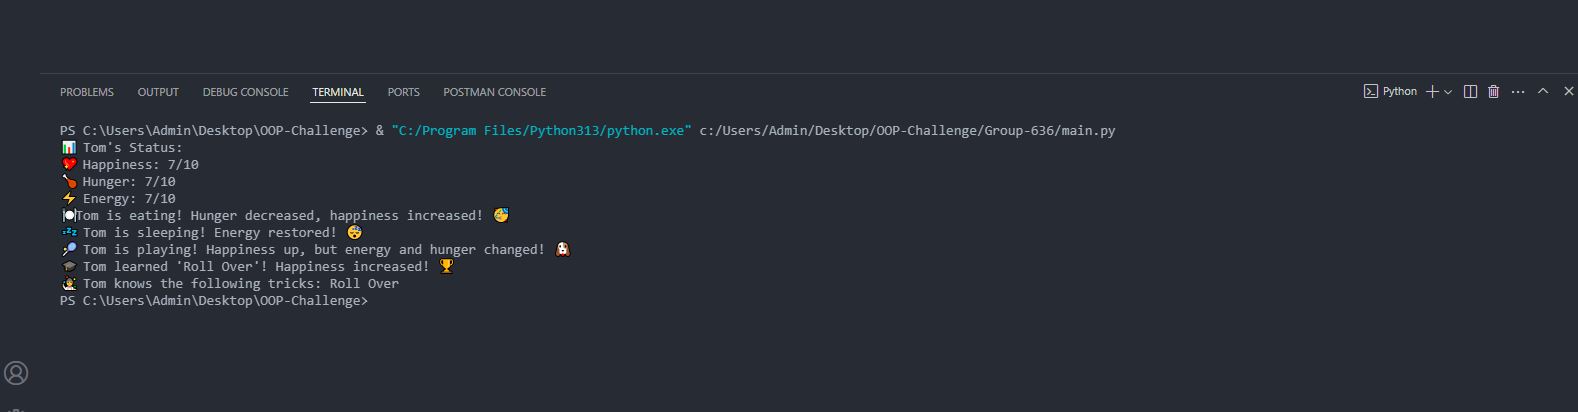 PROBLEMS OUTPUT DEBUG CONSOLE TERMINAL PORTS POSTMAN CONSOLE Python
PS C:\Users\Admin\Desktop\OOP-Challenge> & "C:/Program Files/Python313/python.exe" c:/Users/Admin/Desktop/OOP-Challenge/Group-636/main.py
📊 Tom's Status:
💖 Happiness: 7/10
🍗 Hunger: 7/10
⚡ Energy: 7/10
🍽️Tom is eating! Hunger decreased, happiness increased! 🥳
💤 Tom is sleeping! Energy restored! 😴
🎾 Tom is playing! Happiness up, but energy and hunger changed! 🐶
🎓 Tom learned 'Roll Over'! Happiness increased! 🏆
🤹 Tom knows the following tricks: Roll Over
PS C:\Users\Admin\Desktop\OOP-Challenge>